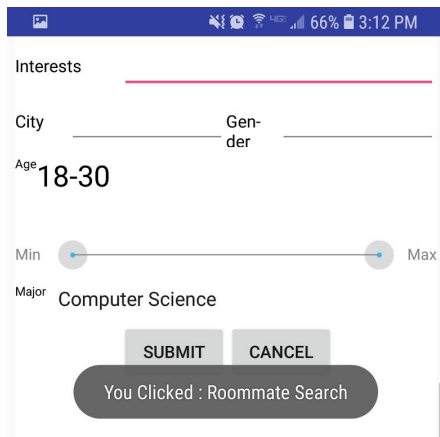 4GE 66% 3:12 PM
Interests
City Gen-
der
Age 18-30
Min Max
Major Computer Science
SUBMIT CANCEL
You Clicked : Roommate Search